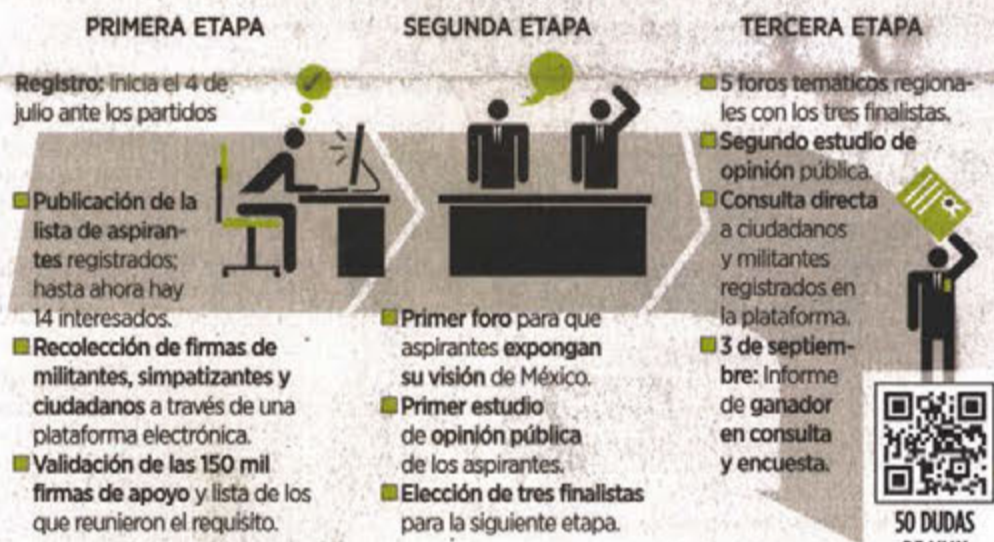 PRIMERA ETAPA
Registro: Inicia el 4 de
julio ante los partidos
Publicación de la
lista de aspiran-
tes registrados;
hasta ahora hay
14 interesados.
Recolección de firmas de
militantes, simpatizantes y
ciudadanos a través de una
plataforma electrónica.
Validación de las 150 mil
firmas de apoyo y lista de los
que reunieron el requisito.
SEGUNDA ETAPA
Primer foro para que
aspirantes expongan
su visión de México.
Primer estudio
de opinión pública
de los aspirantes.
Elección de tres finalistas
para la siguiente etapa.
TERCERA ETAPA
5 foros temáticos regiona-
les con los tres finalistas.
Segundo estudio de
opinión pública.
Consulta directa
a ciudadanos
y militantes
registrados en
la plataforma.
3 de septiem-
bre: Informe
de ganador
en consulta
y encuesta.
50 DUDAS